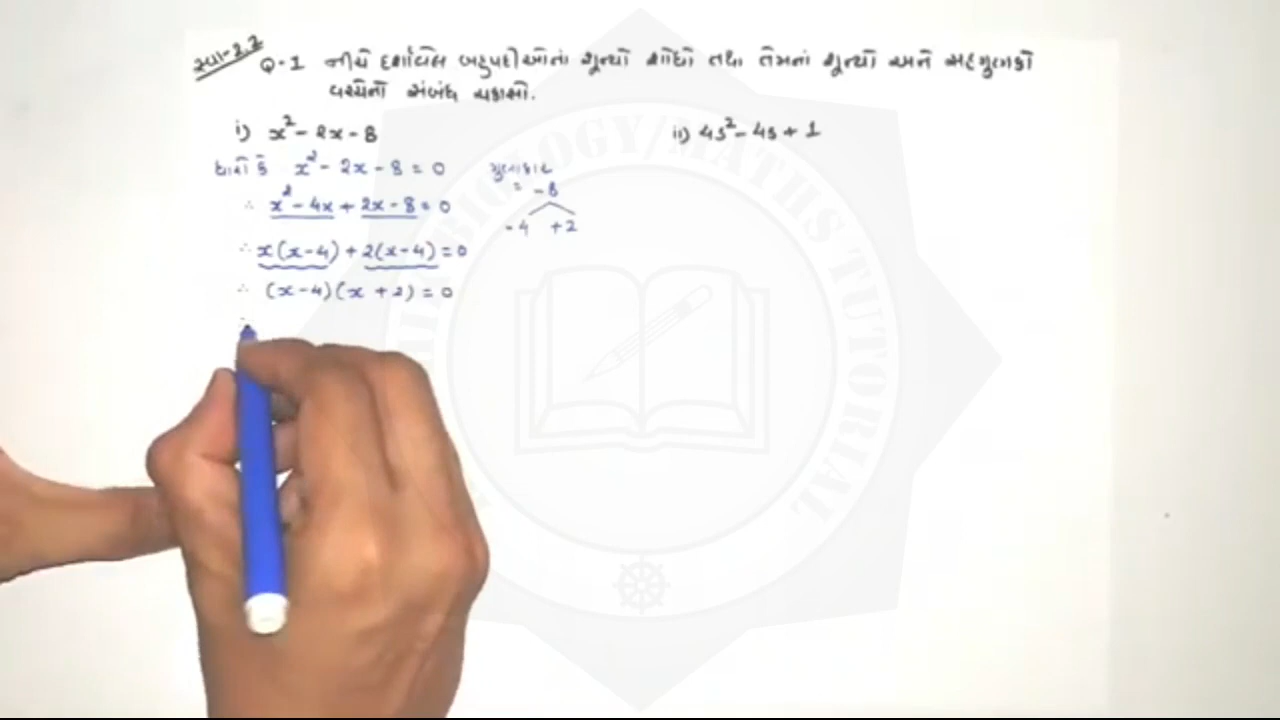 સ્વા-2.2
Q-1 નીચે દર્શાવેલ બહુપદીઓનાં શૂન્યો શોધો તથા તેમનાં શૂન્યો અને સહગુણકો
વચ્ચેનો સંબંધ ચકાસો.
i) x² - 2x - 8
ii) 4s² - 4s + 1
ધારો કે x² - 2x - 8 = 0
ગુણાકાર
= -8
-4 +2
∴ x² - 4x + 2x - 8 = 0
∴ x(x-4) + 2(x-4) = 0
∴ (x-4)(x+2) = 0
BIOLOGY/MATHS TUTORIAL